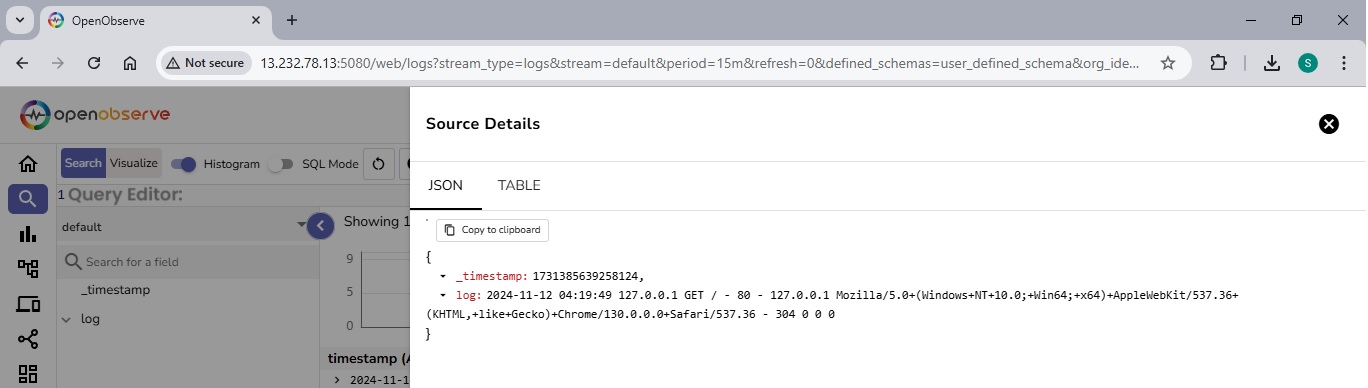 OpenObserve
Not secure
13.232.78.13:5080/web/logs?stream_type=logs&stream=default&period=15m&refresh=0&defined_schemas=user_defined_schema&org_ide...
S
openobserve
Source Details
Search
Visualize
Histogram
SQL Mode
JSON
TABLE
1
Query Editor:
default
Showing 1
Copy to clipboard
Search for a field
{
9
_timestamp: 1731385639258124,
_timestamp
log: 2024-11-12 04:19:49 127.0.0.1 GET / - 80 - 127.0.0.1 Mozilla/5.0+(Windows+NT+10.0;+Win64;+x64)+AppleWebKit/537.36+
5
(KHTML,+like+Gecko)+Chrome/130.0.0.0+Safari/537.36 - 304 0 0 0
log
0
}
timestamp (A
2024-11-1